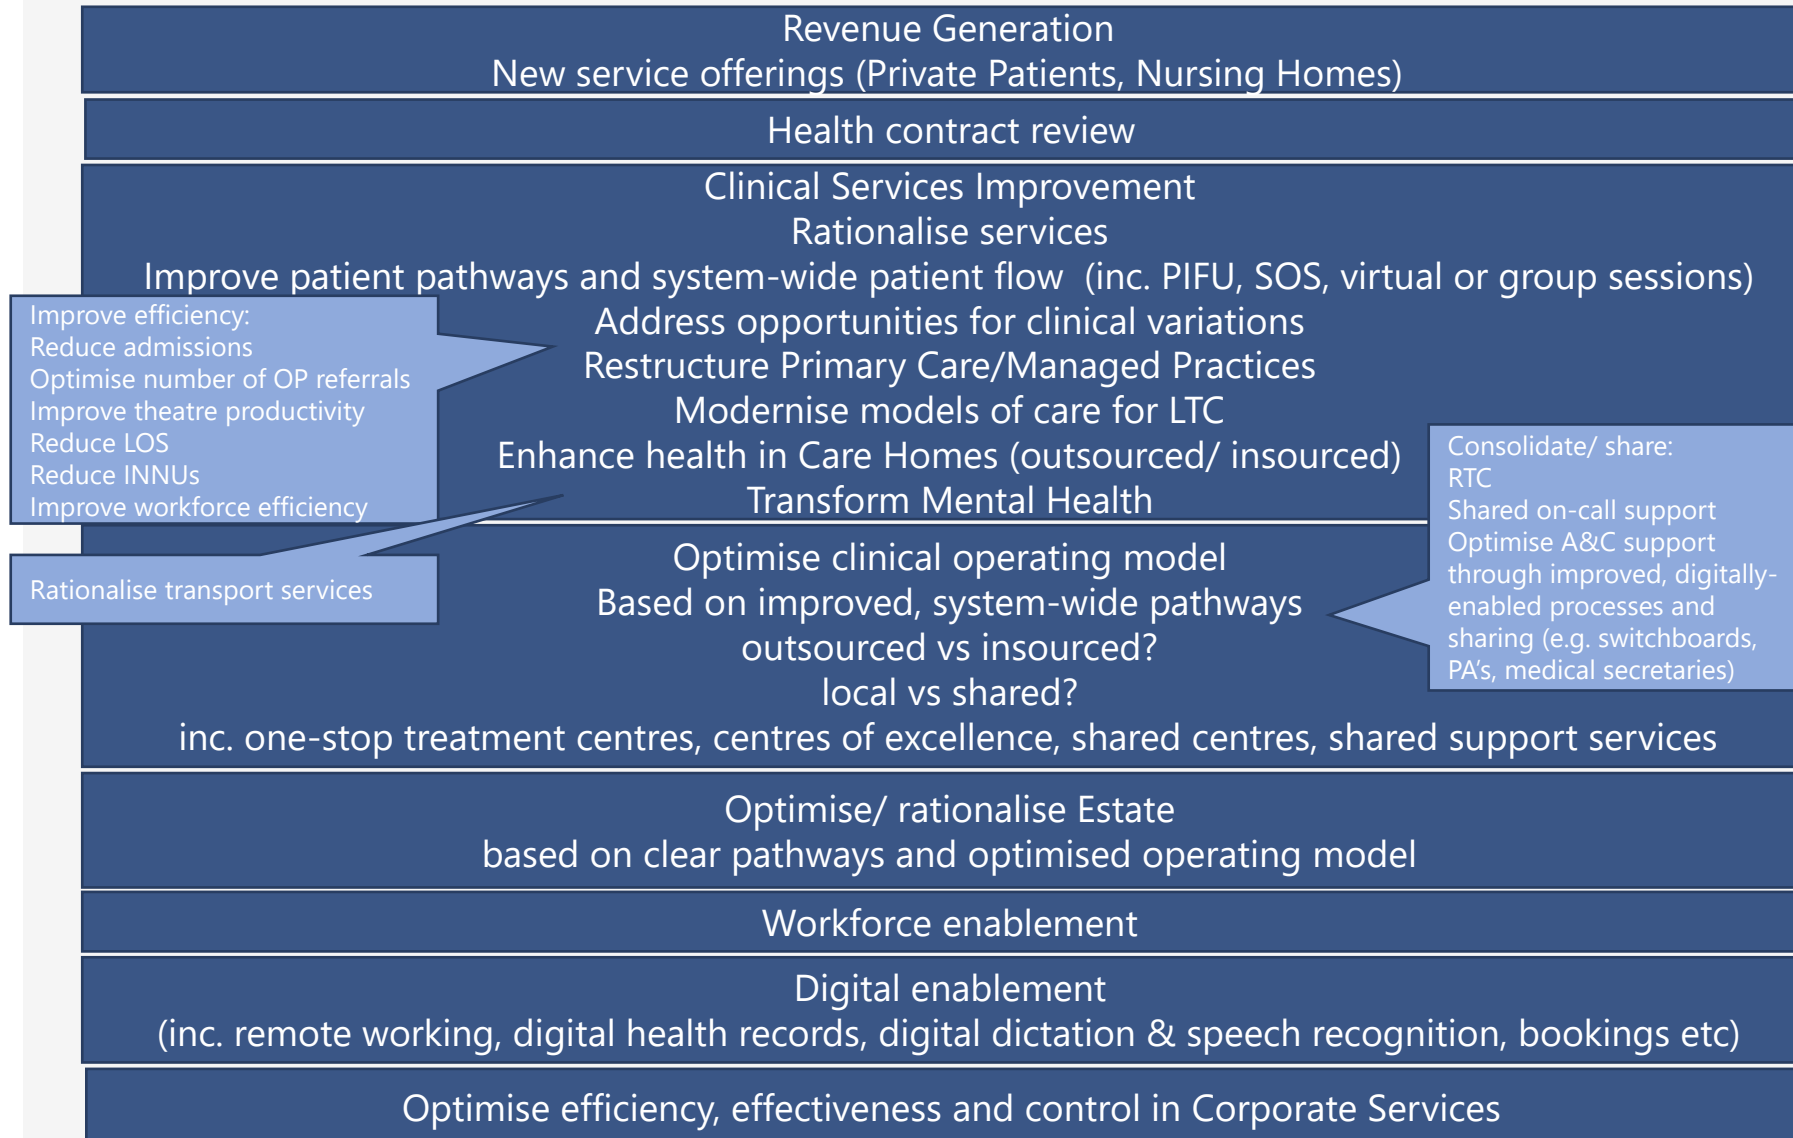 Revenue Generation
New service offerings (Private Patients, Nursing Homes)
Health contract review
Clinical Services Improvement
Rationalise services
Improve patient pathways and system-wide patient flow  (inc. PIFU, SOS, virtual or group sessions)
Address opportunities for clinical variations
Restructure Primary Care/Managed Practices
Modernise models of care for LTC
Enhance health in Care Homes (outsourced/ insourced)
Transform Mental Health
Improve efficiency:
Reduce admissions
Optimise number of OP referrals
Improve theatre productivity
Reduce LOS
Reduce INNUs
Improve workforce efficiency
Rationalise transport services
Consolidate/ share:
RTC
Shared on-call support
Optimise A&C support
through improved, digitally-
enabled processes and
sharing (e.g. switchboards,
PA's, medical secretaries)
Optimise clinical operating model
Based on improved, system-wide pathways
outsourced vs insourced?
local vs shared?
inc. one-stop treatment centres, centres of excellence, shared centres, shared support services
Optimise/ rationalise Estate
based on clear pathways and optimised operating model
Workforce enablement
Digital enablement
(inc. remote working, digital health records, digital dictation & speech recognition, bookings etc)
Optimise efficiency, effectiveness and control in Corporate Services